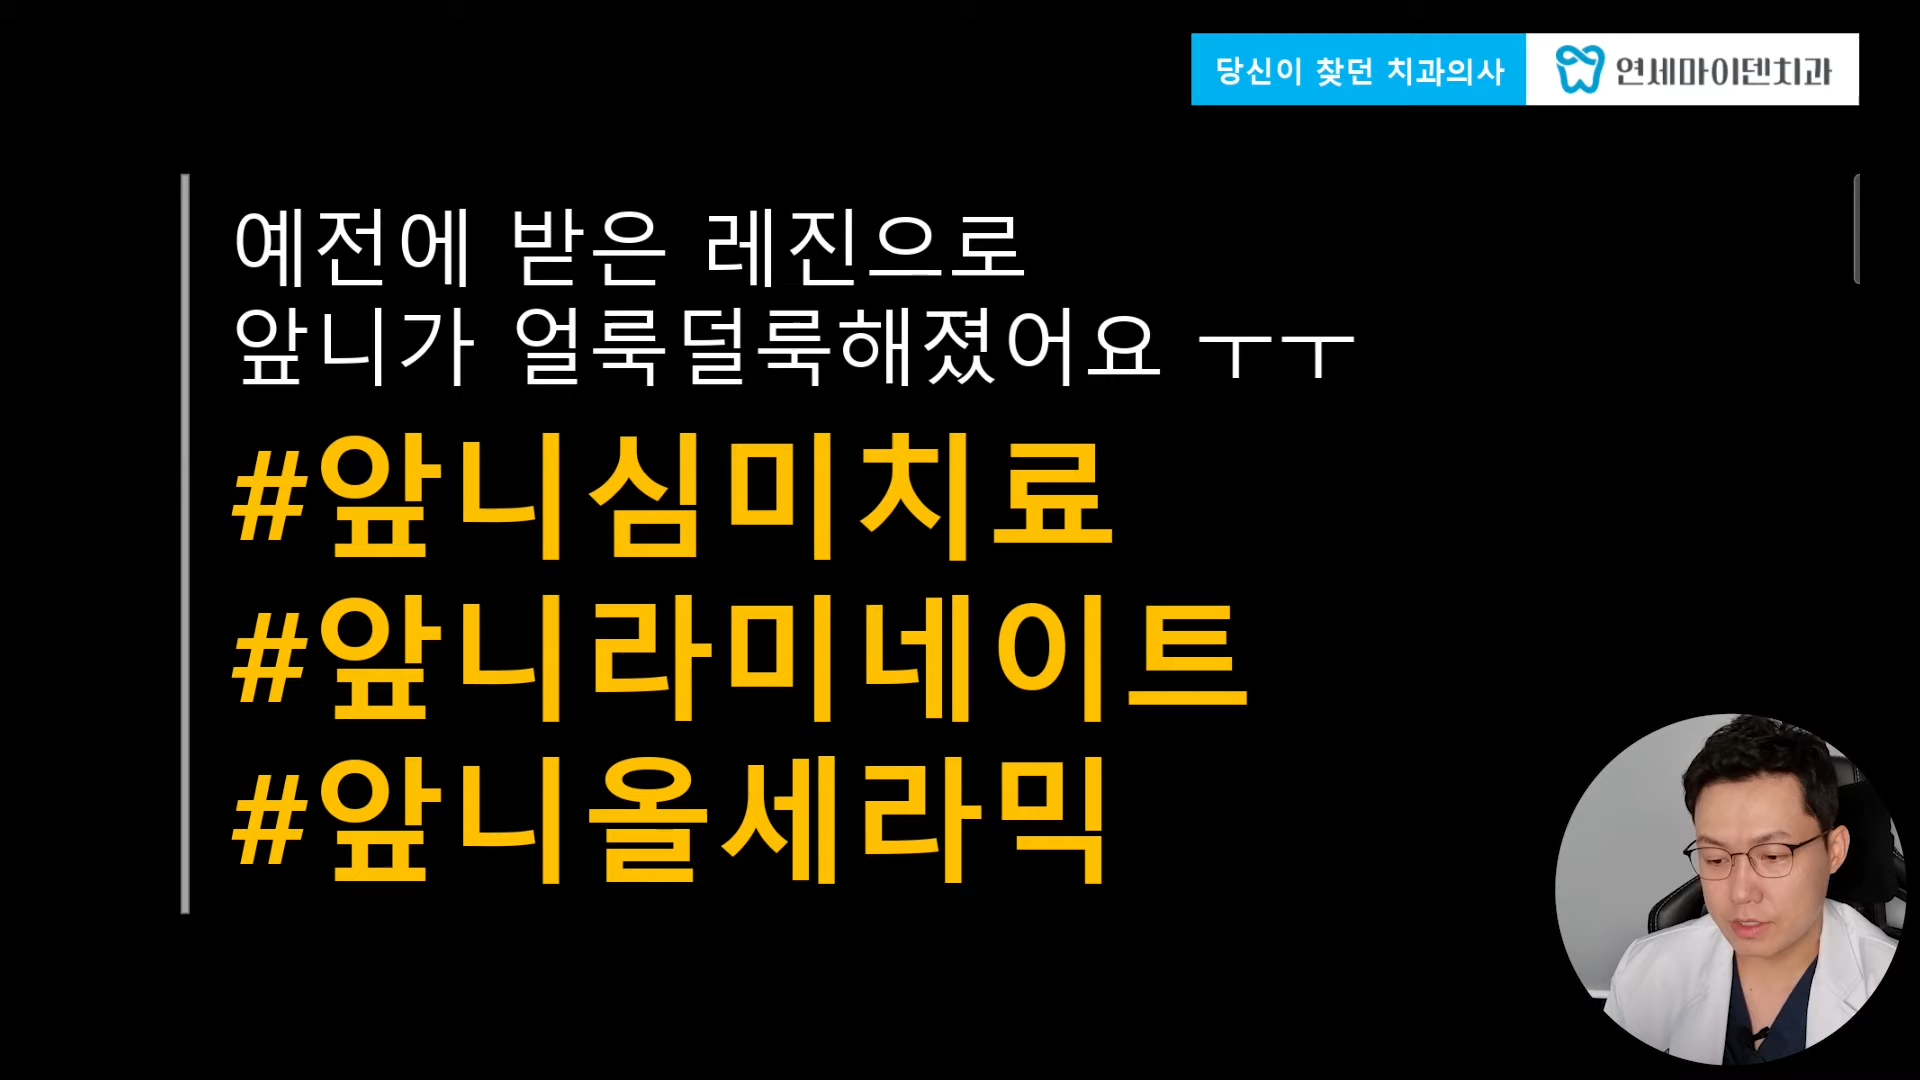 당신이 찾던 치과의사 연세마이덴치과
예전에 받은 레진으로
앞니가 얼룩덜룩해졌어요 ㅜㅜ
#앞니심미치료
#앞니라미네이트
#앞니올세라믹